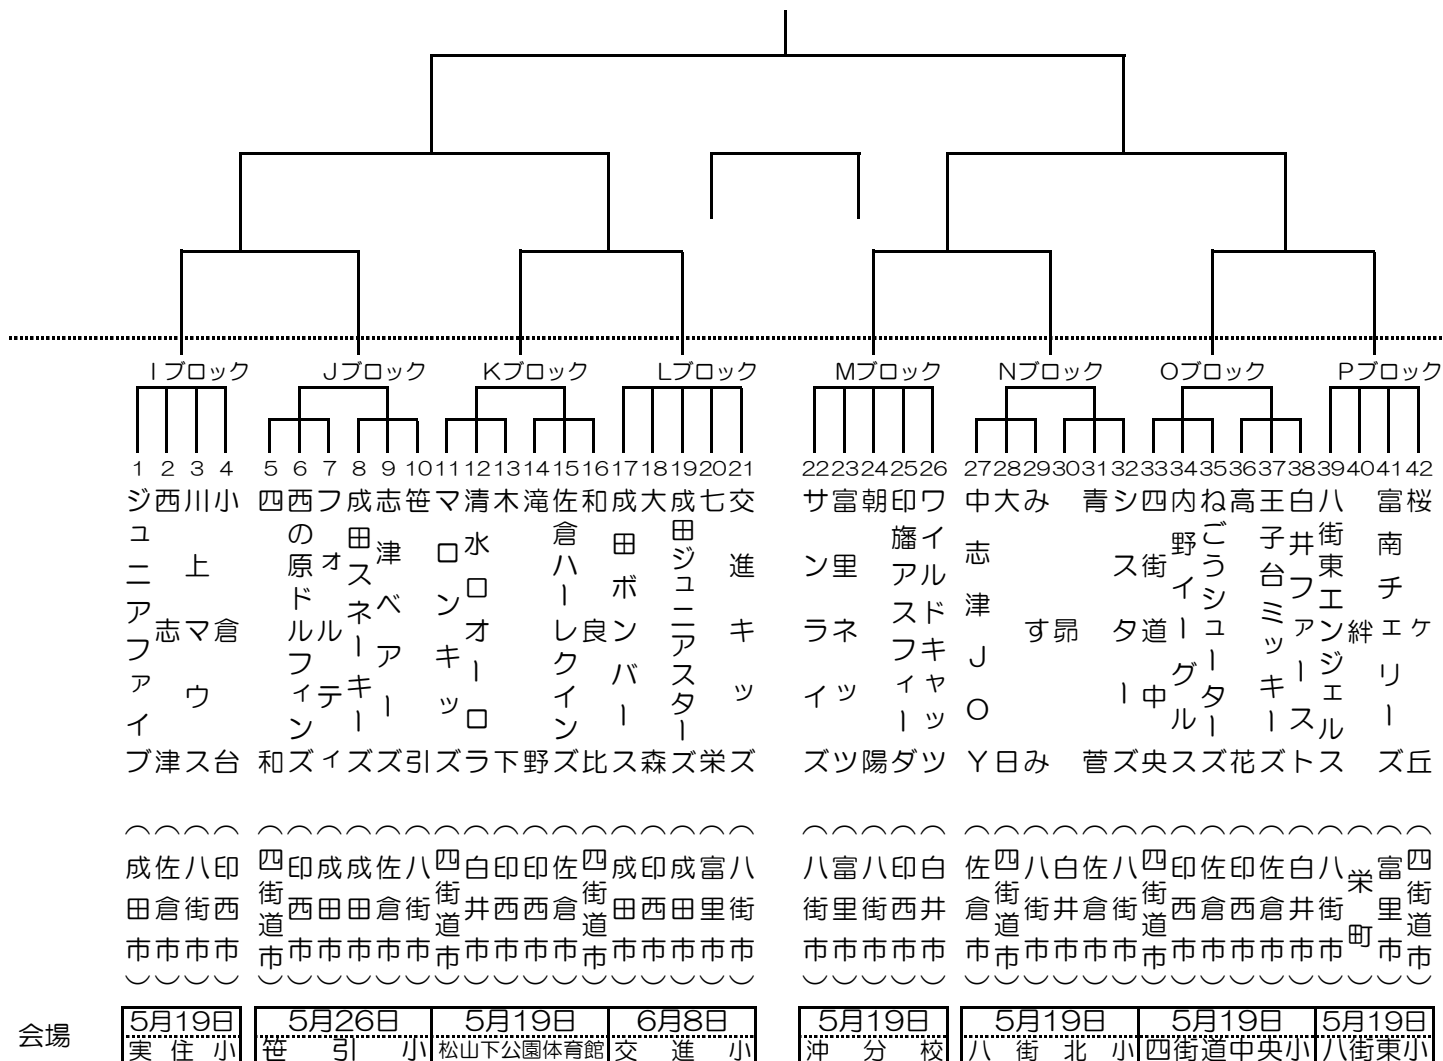 Iブロック Jブロック Kブロック Lブロック Mブロック Nブロック Oブロック Pブロック
1 2 3 4 5 6 7 8 9 10 11 12 13 14 15 16 17 18 19 20 21 22 23 24 25 26 27 28 29 30 31 32 33 34 35 36 37 38 39 40 41 42
ジュニアファイブ
西志津
川上マウス
小倉台
四和
西の原ドルフィンズ
フォルティ
成田スネーキーズ
志津ベアーズ
笹引
マロンキッズ
清水口オーロラ
木下
滝野
佐倉ハーレクインズ
和良比
成田ボンバース
大森
成田ジュニアスターズ
七栄
交進キッズ
サンライズ
富里ネッツ
朝陽
印旛アスフィーダ
ワイルドキャッツ
中志津JOY
大日
みすみ
昴
青菅
シスターズ
四街道中央
内野イーグルス
ねごうシューターズ
高花
王子台ミッキーズ
白井ファースト
八街東エンジェルス
絆
富南チェリーズ
桜ヶ丘
(成田市)
(佐倉市)
(八街市)
(印西市)
(四街道市)
(印西市)
(成田市)
(成田市)
(佐倉市)
(八街市)
(四街道市)
(白井市)
(印西市)
(印西市)
(佐倉市)
(四街道市)
(成田市)
(印西市)
(成田市)
(富里市)
(八街市)
(八街市)
(富里市)
(八街市)
(印西市)
(白井市)
(佐倉市)
(四街道市)
(八街市)
(白井市)
(佐倉市)
(八街市)
(四街道市)
(印西市)
(佐倉市)
(印西市)
(佐倉市)
(白井市)
(八街市)
(栄町)
(富里市)
(四街道市)
会場
5月19日 5月26日 5月19日 6月8日 5月19日 5月19日 5月19日 5月19日
実住小 笹引小 松山下公園体育館 交進小 沖分校 八街北小 四街道中央小 八街東小